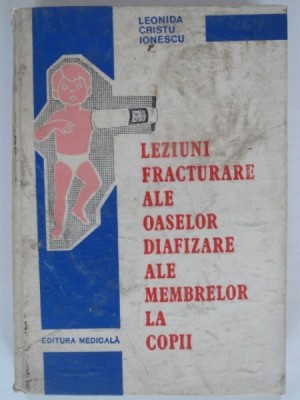 LEONIDA
CRISTU
IONESCU
LEZIUNI
FRACTURARE
ALE
OASELOR
DIAFIZARE
ALE
MEMBRELOR
LA
COPII
EDITURA MEDICALĂ